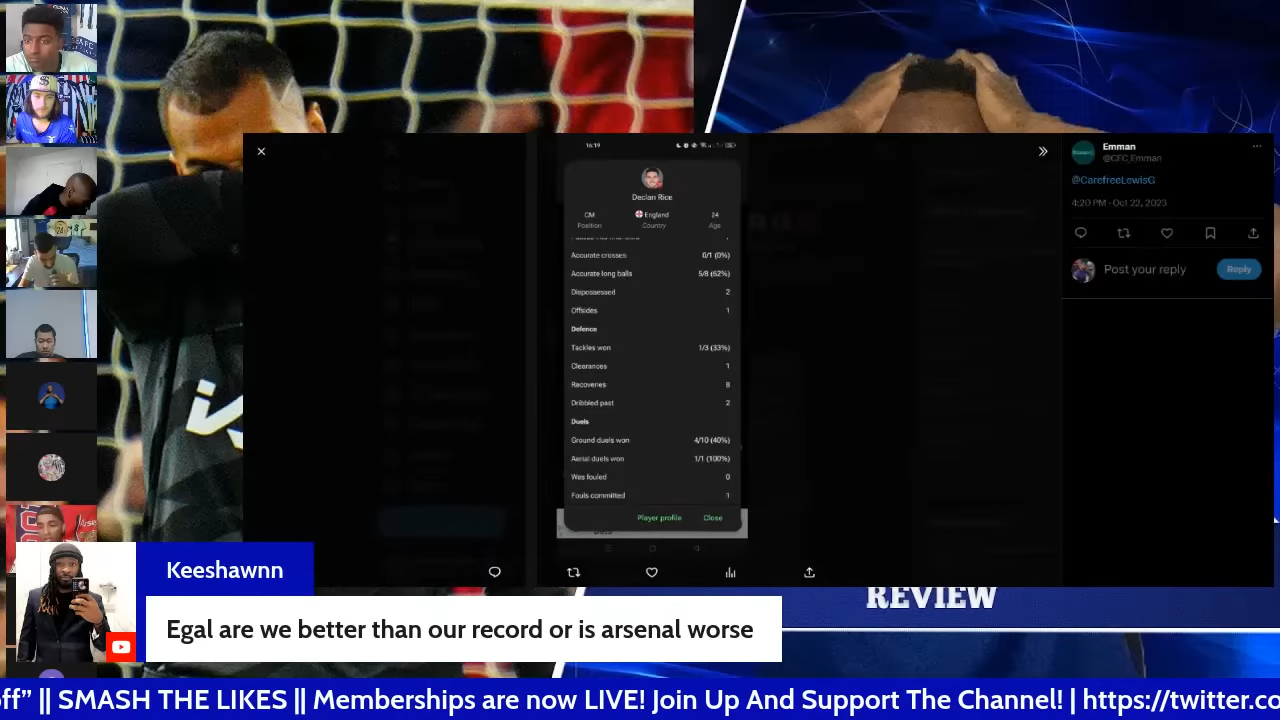 16:19
Declan Rice
CM
England
24
Position
Country
Age
Accurate crosses 0/1 (0%)
Accurate long balls 5/8 (62%)
Dispossessed 2
Offsides 1
Defence
Tackles won 1/3 (33%)
Clearances 1
Recoveries 8
Dribbled past 2
Duels
Ground duels won 4/10 (40%)
Aerial duels won 1/1 (100%)
Was fouled 0
Fouls committed 1
Player profile Close
Emman
@CFC_Emman
@CarefreeLewisG
4:20 PM · Oct 22, 2023
Post your reply
Reply
REVIEW
Keeshawnn
Egal are we better than our record or is arsenal worse
off” || SMASH THE LIKES || Memberships are now LIVE! Join Up And Support The Channel! | https://twitter.co